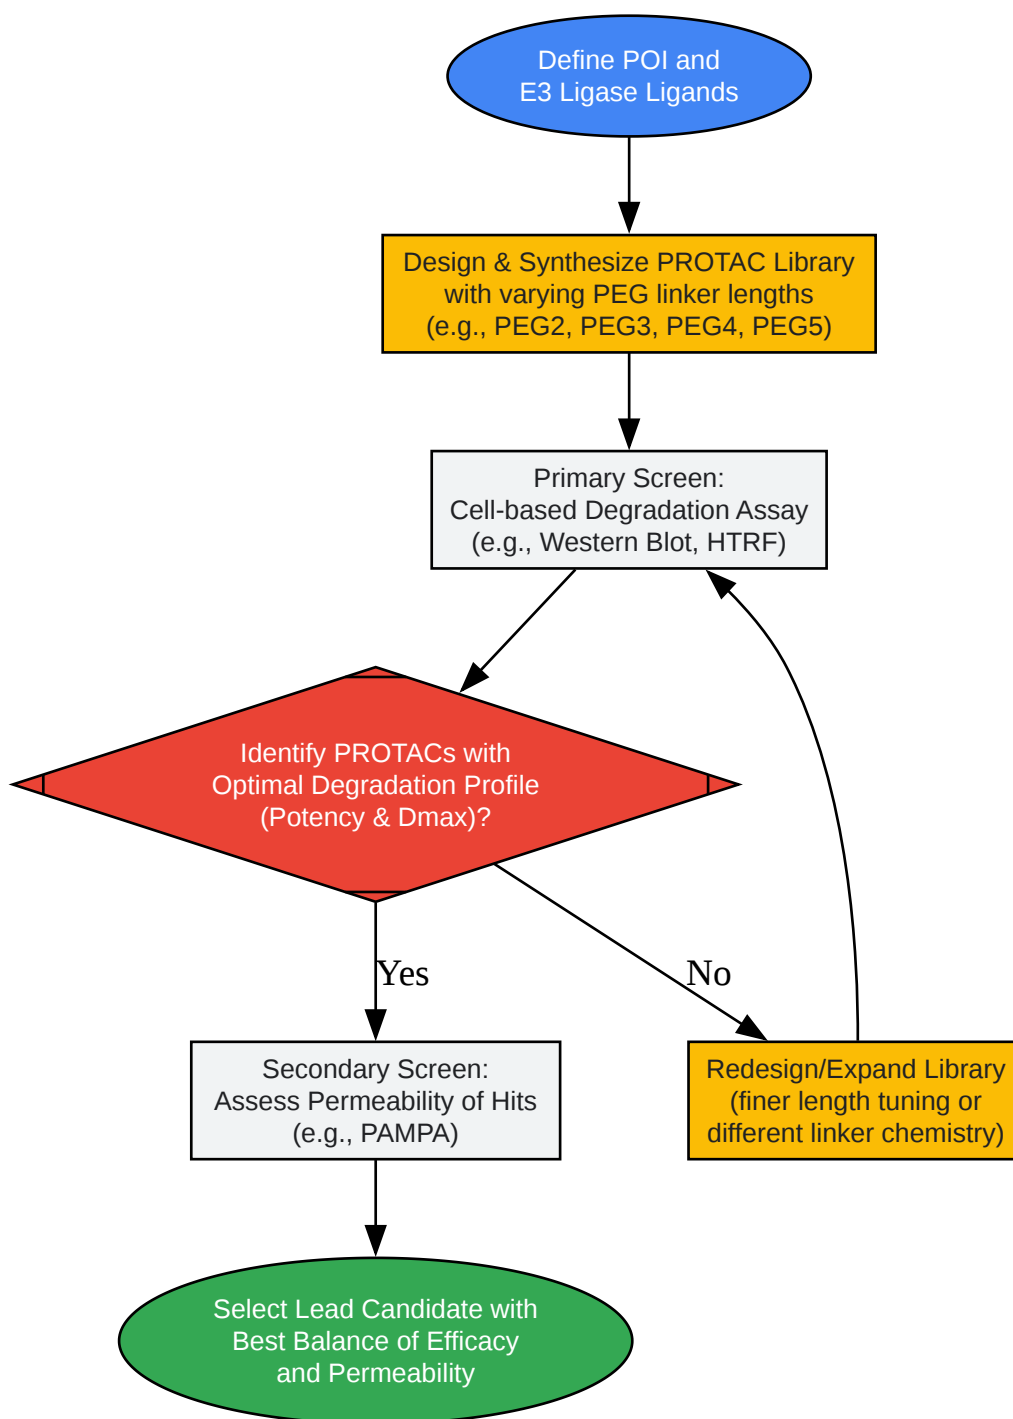 Define POI and
E3 Ligase Ligands
Design & Synthesize PROTAC Library
with varying PEG linker lengths
(e.g., PEG2, PEG3, PEG4, PEG5)
Primary Screen:
Cell-based Degradation Assay
(e.g., Western Blot, HTRF)
Identify PROTACs with
Optimal Degradation Profile
(Potency & Dmax)?
Yes
No
Secondary Screen:
Assess Permeability of Hits
(e.g., PAMPA)
Redesign/Expand Library
(finer length tuning or
different linker chemistry)
Select Lead Candidate with
Best Balance of Efficacy
and Permeability